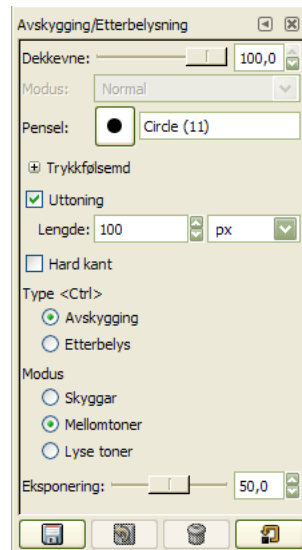 Avskygging/Etterbelysning
Dekkevne: 100,0
Modus: Normal
Pensel: Circle (11)
Trykkfølsemd
Uttoning
Lengde: 100 px
Hard kant
Type <Ctrl>
Avskygging
Etterbelys
Modus
Skyggar
Mellomtoner
Lyse toner
Eksponering: 50,0